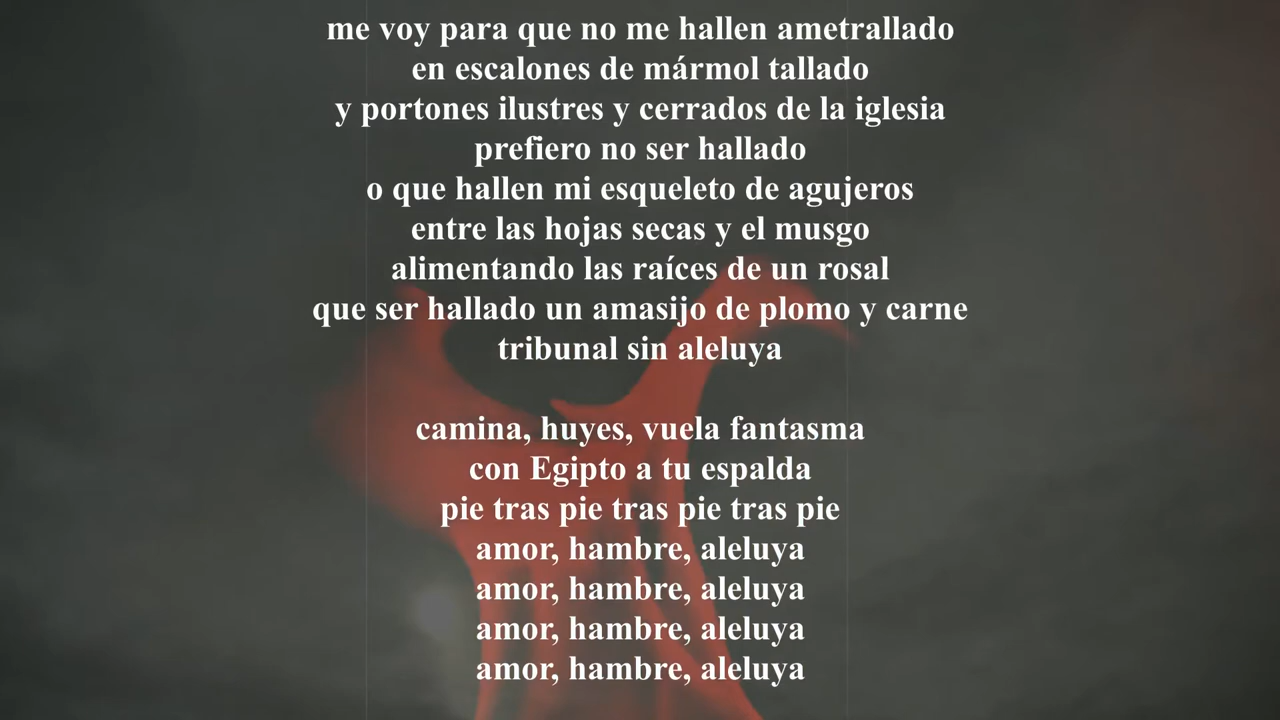 me voy para que no me hallen ametrallado
en escalones de mármol tallado
y portones ilustres y cerrados de la iglesia
prefiero no ser hallado
o que hallen mi esqueleto de agujeros
entre las hojas secas y el musgo
alimentando las raíces de un rosal
que ser hallado un amasijo de plomo y carne
tribunal sin aleluya
camina, huyes, vuela fantasma
con Egipto a tu espalda
pie tras pie tras pie tras pie
amor, hambre, aleluya
amor, hambre, aleluya
amor, hambre, aleluya
amor, hambre, aleluya